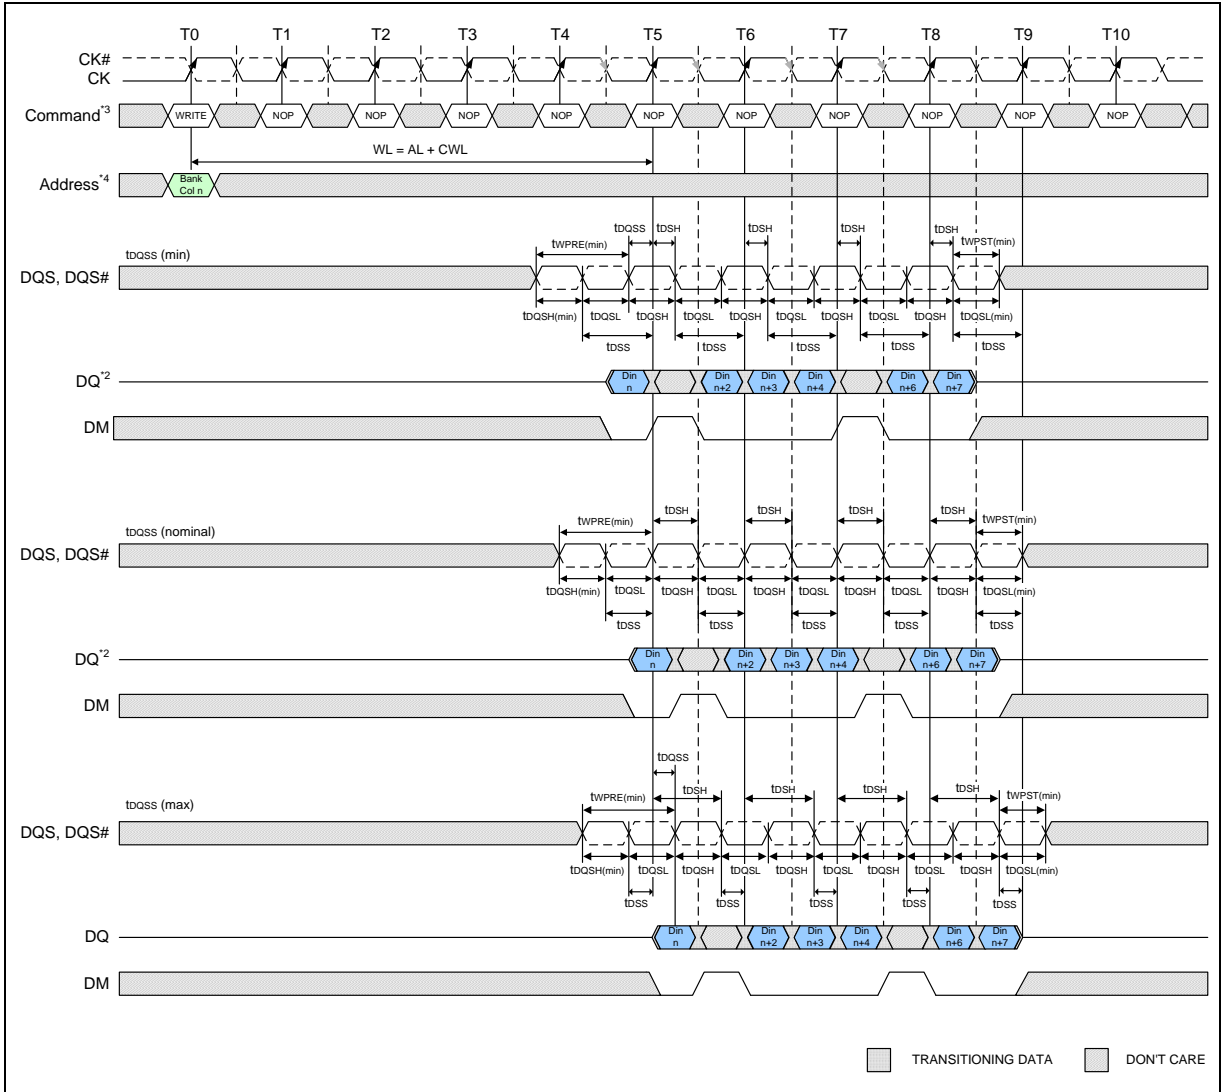 T0 T1 T2 T3 T4 T5 T6 T7 T8 T9 T10
CK#
CK
Command*3 WRITE NOP NOP NOP NOP NOP NOP NOP NOP NOP NOP
WL = AL + CWL
Address*4 Bank Col n
tDQSS (min) tWPRE(min) tDQSS tDSH tDSH tDSH tDSH tWPST(min)
DQS, DQS#
tDQSH(min) tDQSL tDQSH tDQSL tDQSH tDQSL tDQSH tDQSL tDQSH tDQSL(min)
tDSS tDSS tDSS tDSS tDSS
DQ*2 Din n Din n+2 Din n+3 Din n+4 Din n+6 Din n+7
DM
tDQSS (nominal) tWPRE(min) tDSH tDSH tDSH tDSH tWPST(min)
DQS, DQS#
tDQSH(min) tDQSL tDQSH tDQSL tDQSH tDQSL tDQSH tDQSL tDQSH tDQSL(min)
tDSS tDSS tDSS tDSS tDSS
DQ*2 Din n Din n+2 Din n+3 Din n+4 Din n+6 Din n+7
DM
tDQSS
tDQSS (max) tWPRE(min) tDSH tDSH tDSH tDSH tWPST(min)
DQS, DQS#
tDQSH(min) tDQSL tDQSH tDQSL tDQSH tDQSL tDQSH tDQSL tDQSH tDQSL(min)
tDSS tDSS tDSS tDSS tDSS
DQ Din n Din n+2 Din n+3 Din n+4 Din n+6 Din n+7
DM
TRANSITIONING DATA DON'T CARE